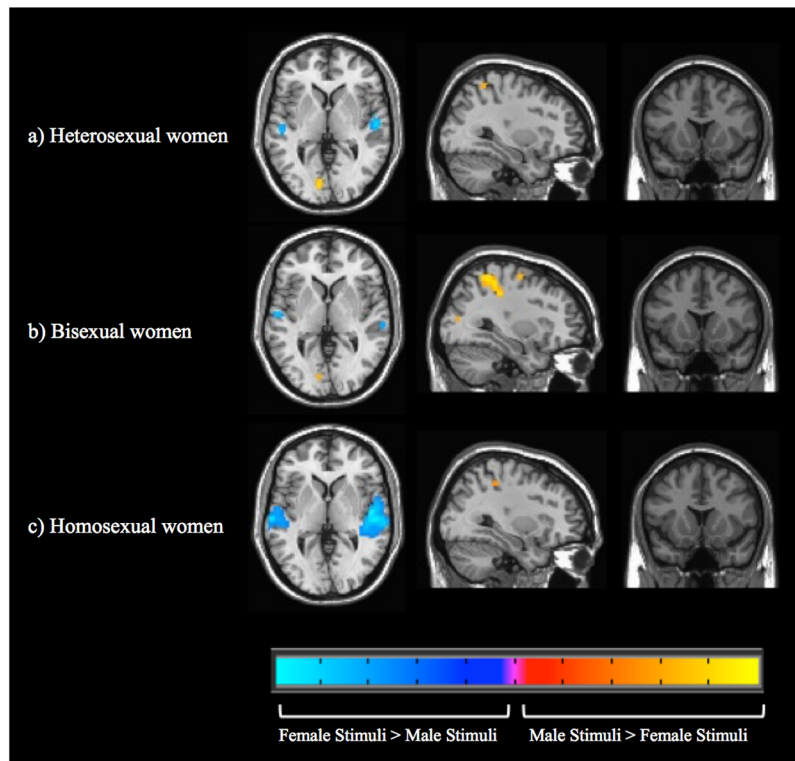 a) Heterosexual women
b) Bisexual women
c) Homosexual women
Female Stimuli > Male Stimuli
Male Stimuli > Female Stimuli